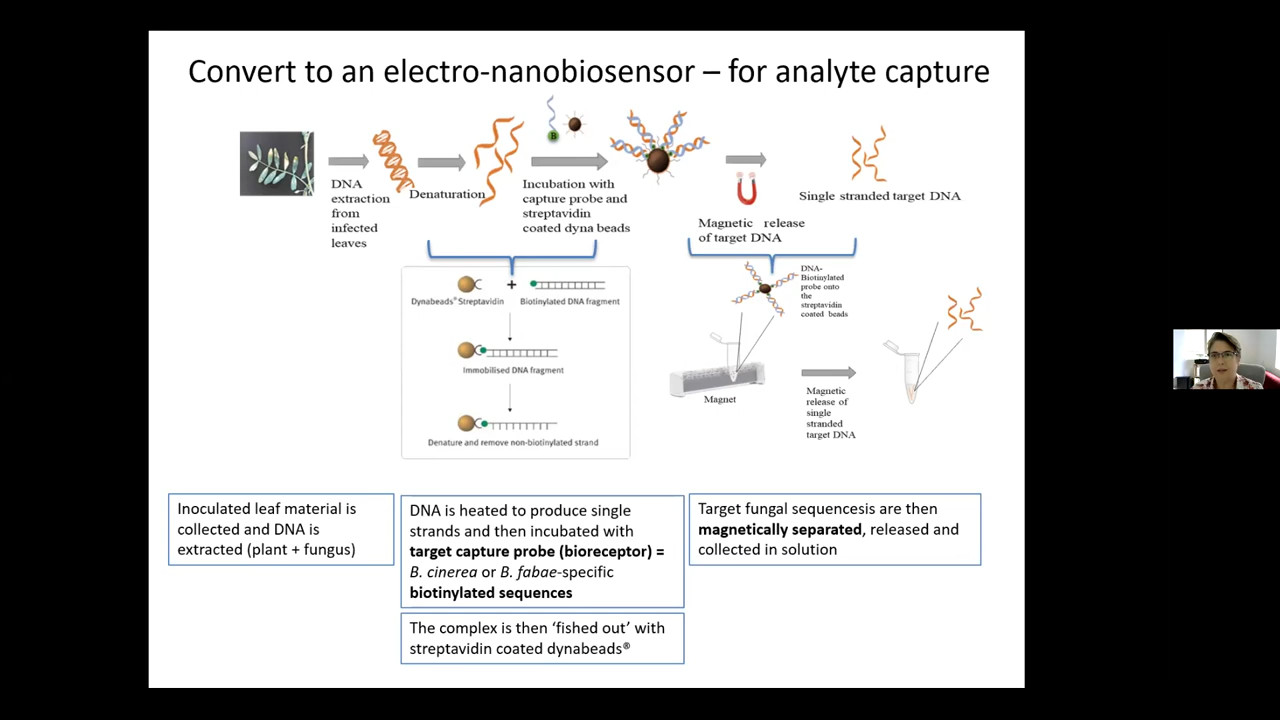 Convert to an electro-nanobiosensor – for analyte capture
B
DNA
extraction
from
infected
leaves
Denaturation
Incubation with
capture probe and
streptavidin
coated dyna beads
Magnetic release
of target DNA
Single stranded target DNA
+
Dynabeads® Streptavidin
Biotinylated DNA fragment
Immobilised DNA fragment
Denature and remove non-biotinylated strand
DNA-
Biotinylated
probe onto
the
streptavidin
coated beads
Magnet
Magnetic
release of
single
stranded
target DNA
Inoculated leaf material is
collected and DNA is
extracted (plant + fungus)
DNA is heated to produce single
strands and then incubated with
target capture probe (bioreceptor) =
B. cinerea or B. fabae-specific
biotinylated sequences
The complex is then ‘fished out’ with
streptavidin coated dynabeads®
Target fungal sequencesis are then
magnetically separated, released and
collected in solution